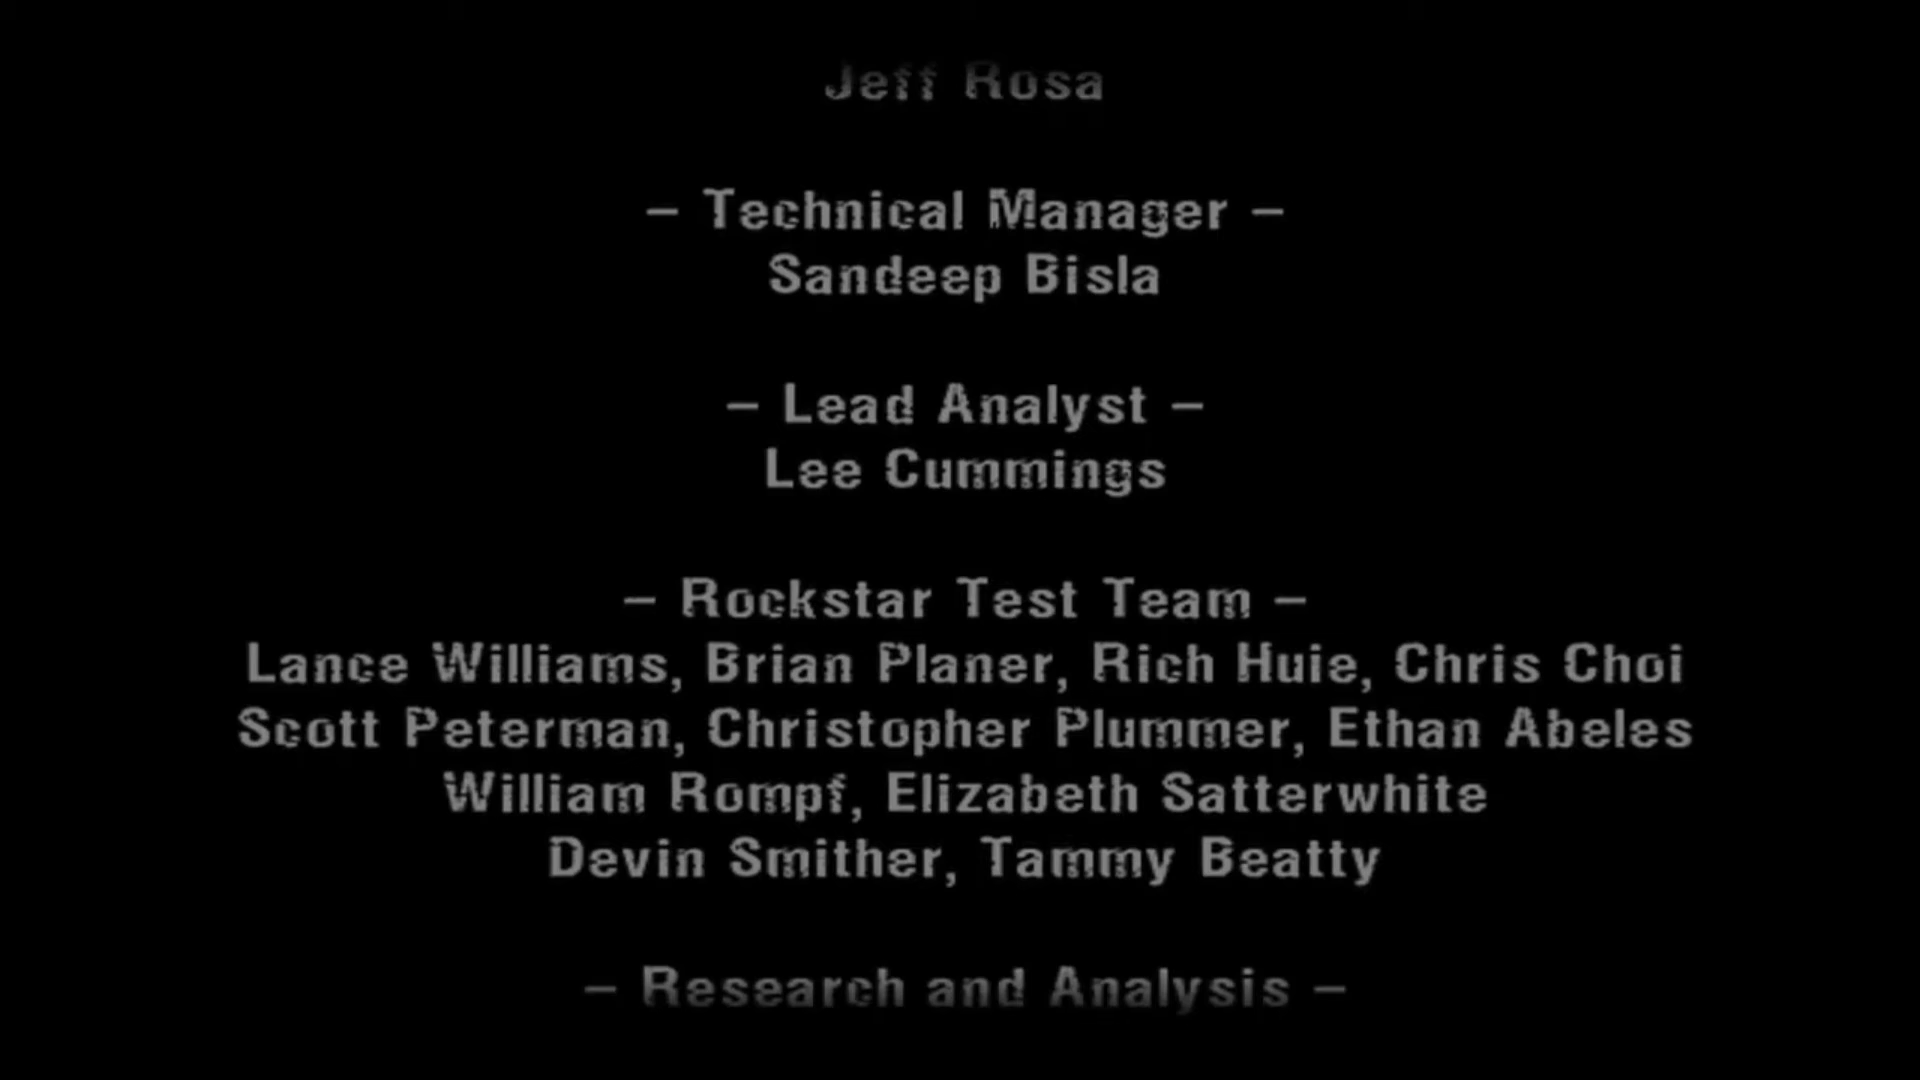 Jeff Rosa
– Technical Manager –
Sandeep Bisla
– Lead Analyst –
Lee Cummings
– Rockstar Test Team –
Lance Williams, Brian Planer, Rich Huie, Chris Choi
Scott Peterman, Christopher Plummer, Ethan Abeles
William Rompf, Elizabeth Satterwhite
Devin Smither, Tammy Beatty
– Research and Analysis –